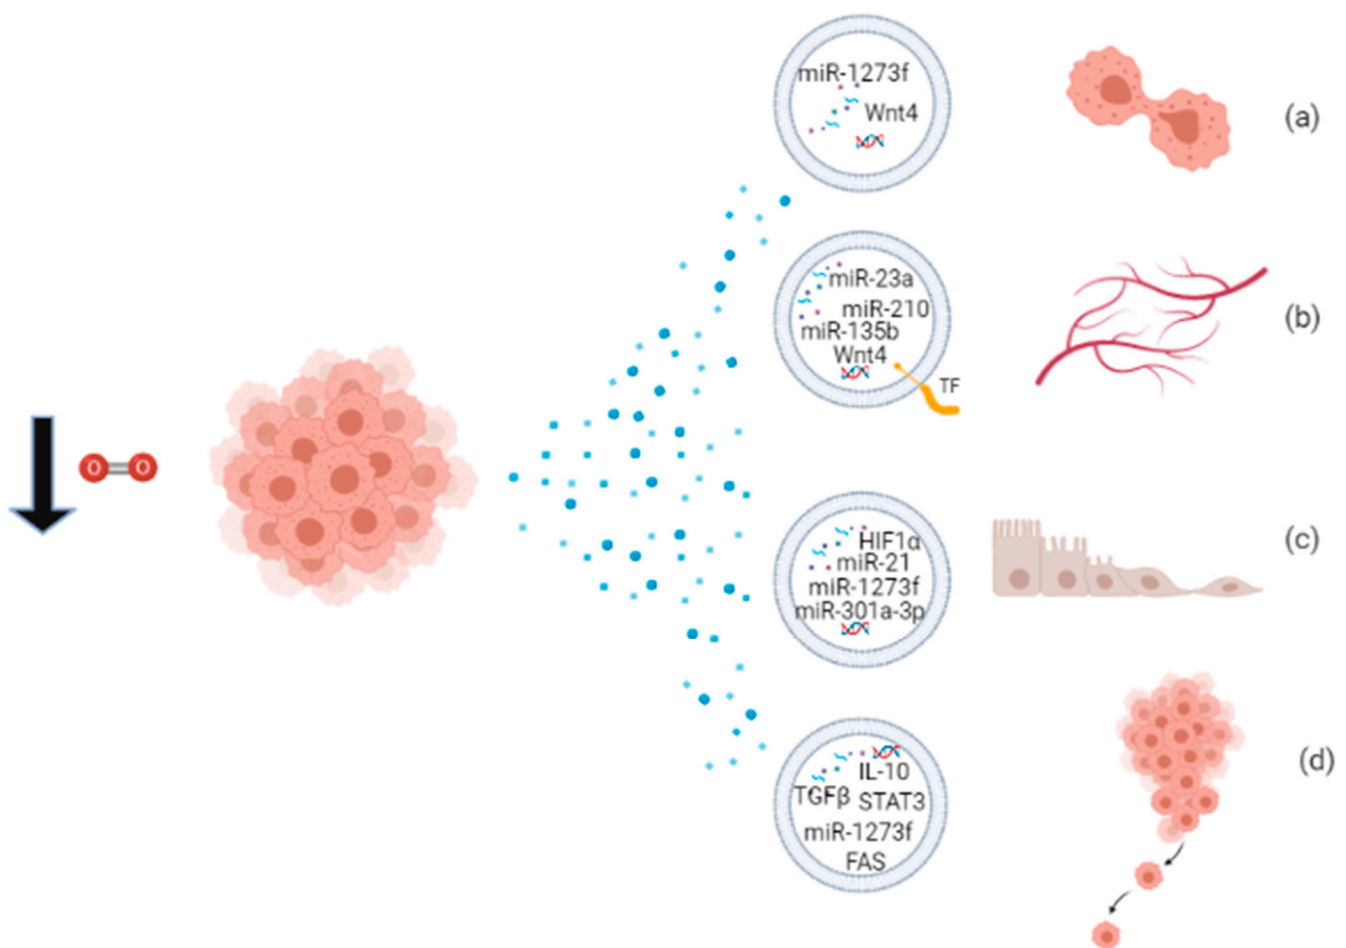 miR-1273f
Wnt4
(a)
miR-23a
miR-210
miR-135b
Wnt4
TF
(b)
O O
HIF1α
miR-21
miR-1273f
miR-301a-3p
(c)
IL-10
TGFβ STAT3
miR-1273f
FAS
(d)